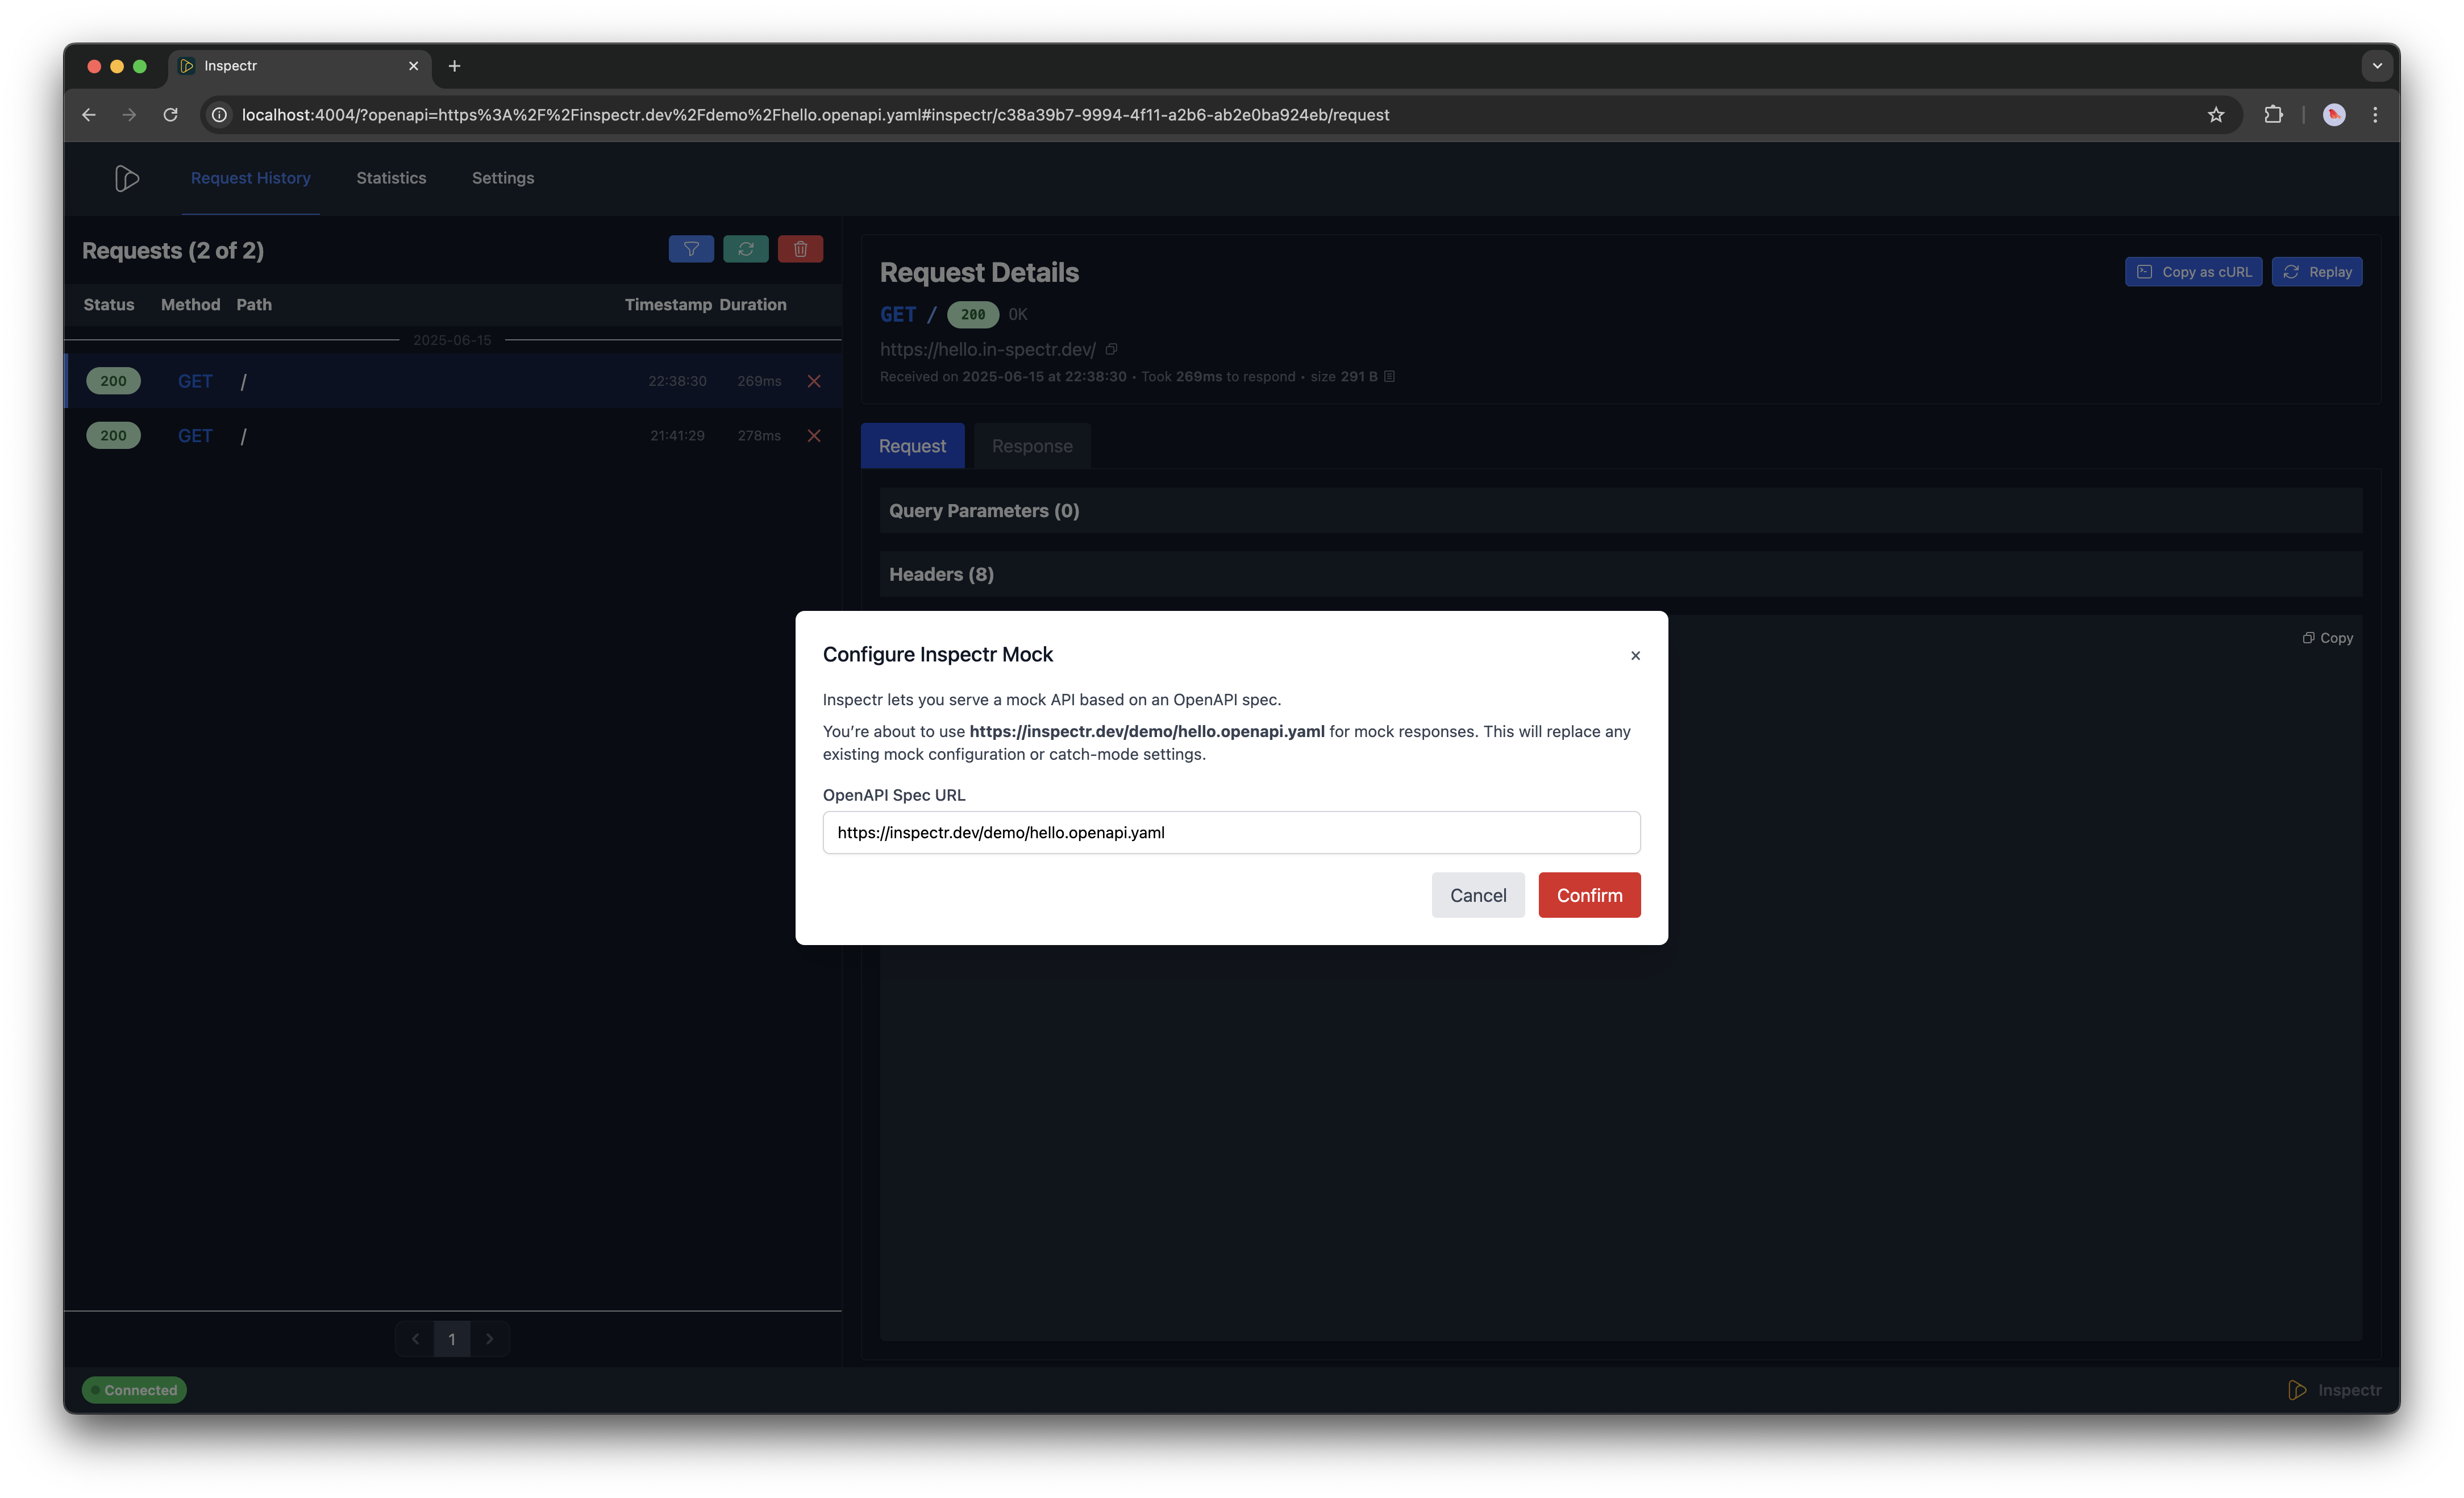 Inspectr
localhost:4004/?openapi=https%3A%2F%2Finspectr.dev%2Fdemo%2Fhello.openapi.yaml#inspectr/c38a39b7-9994-4f11-a2b6-ab2e0ba924eb/request
Request History Statistics Settings
Requests (2 of 2)
Status Method Path Timestamp Duration
2025-06-15
200 GET / 22:38:30 269ms
200 GET / 21:41:29 278ms
1
Request Details
Copy as cURL Replay
GET / 200 OK
https://hello.in-spectr.dev/
Received on 2025-06-15 at 22:38:30 • Took 269ms to respond • size 291 B
Request Response
Query Parameters (0)
Headers (8)
Copy
Configure Inspectr Mock
Inspectr lets you serve a mock API based on an OpenAPI spec.
You’re about to use https://inspectr.dev/demo/hello.openapi.yaml for mock responses. This will replace any
existing mock configuration or catch-mode settings.
OpenAPI Spec URL
https://inspectr.dev/demo/hello.openapi.yaml
Cancel Confirm
Connected
Inspectr